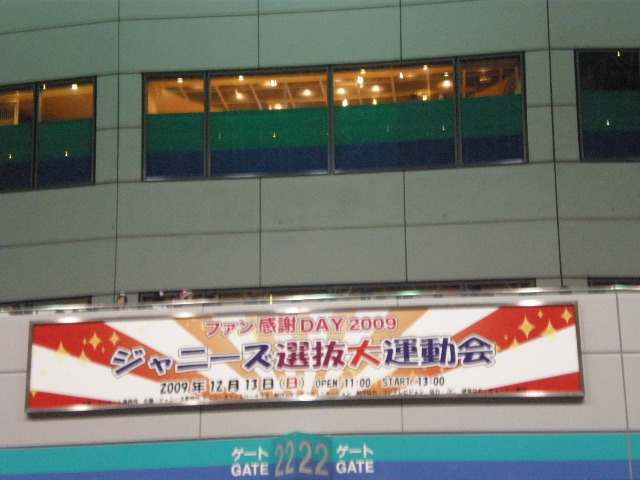 ファン感謝DAY 2009
ジャニーズ選抜大運動会
2009年12月13日(日) OPEN 11:00 START 13:00
ゲート 22 22 ゲート
GATE GATE